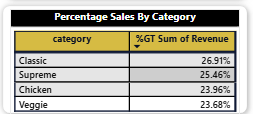 Percentage Sales By Category
category %GT Sum of Revenue
Classic 26.91%
Supreme 25.46%
Chicken 23.96%
Veggie 23.68%